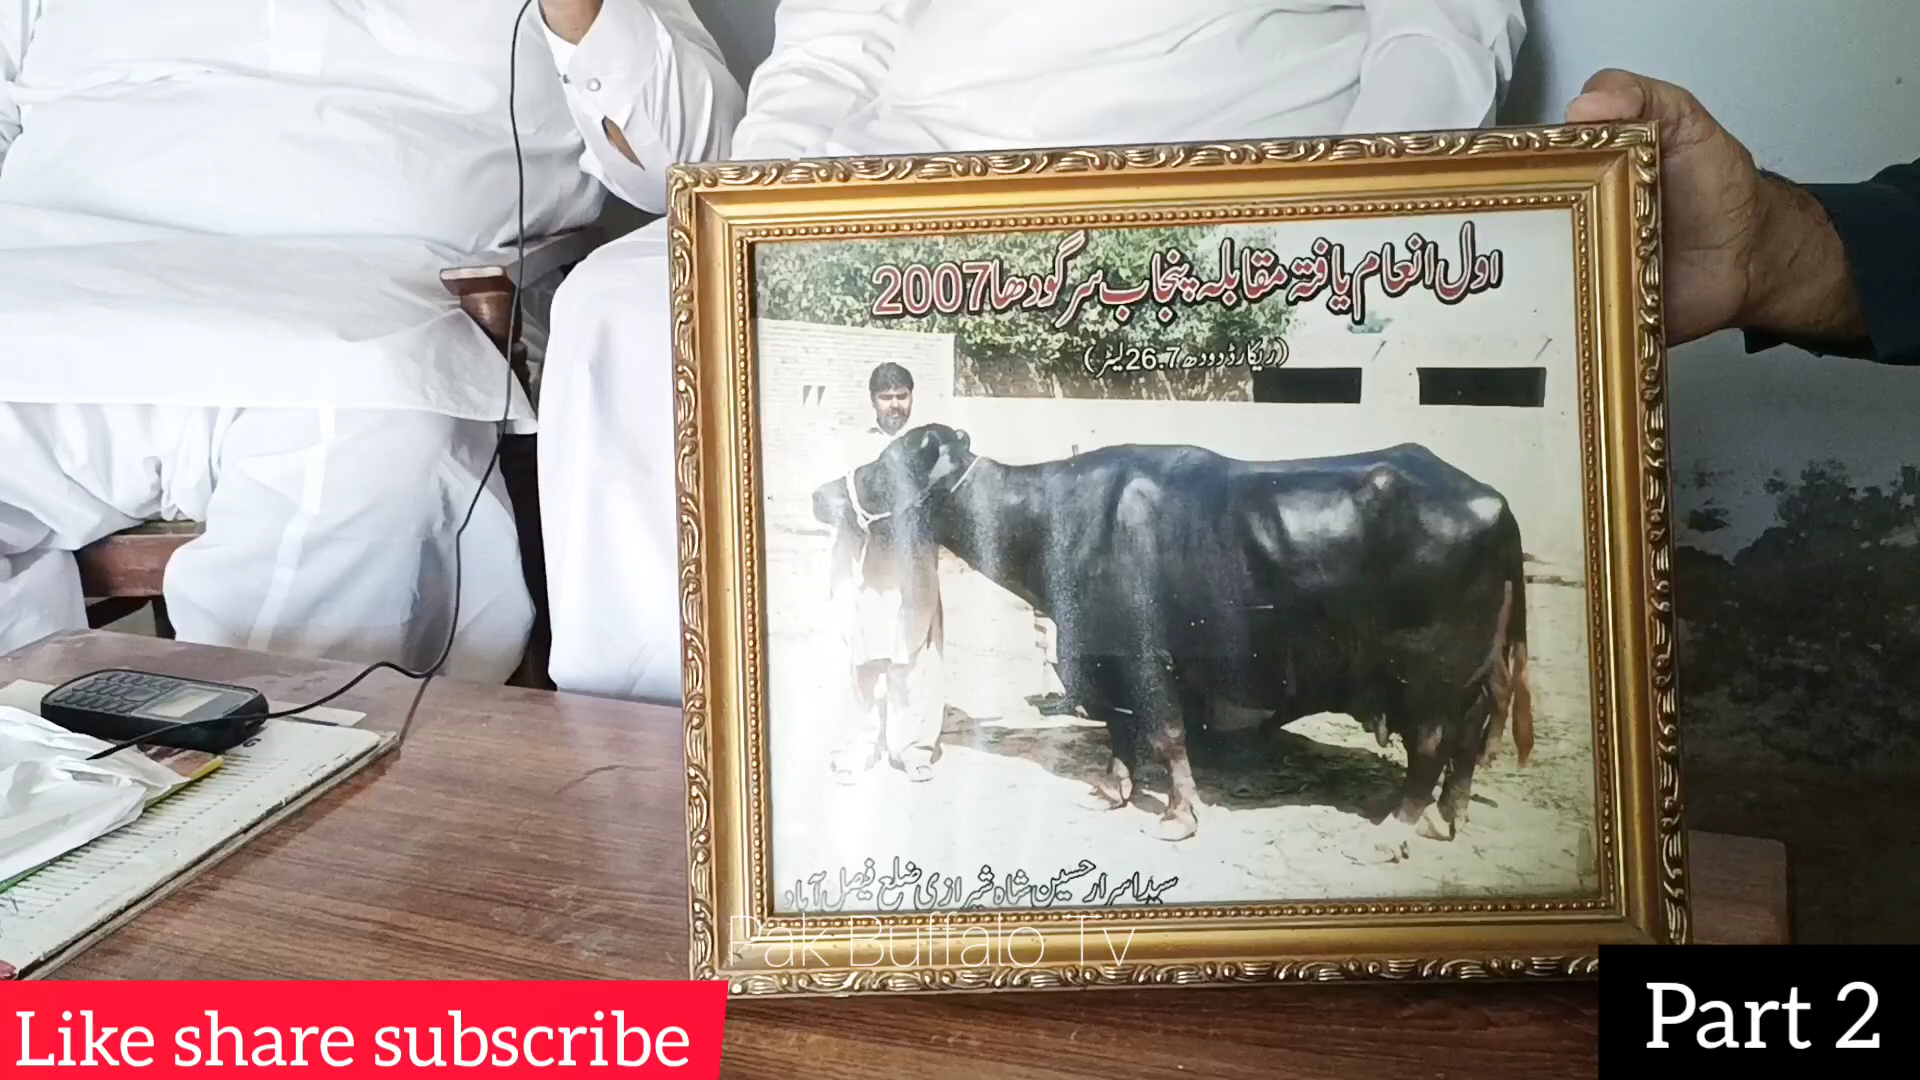 اول انعام یافتہ مقابلہ پنجاب سرگودھا 2007
(ریکارڈ دودھ 26.7 لیٹر)
سید اسرار حسین شاہ شیرازی ضلع فیصل آباد
Pak Buffalo Tv
Like share subscribe
Part 2